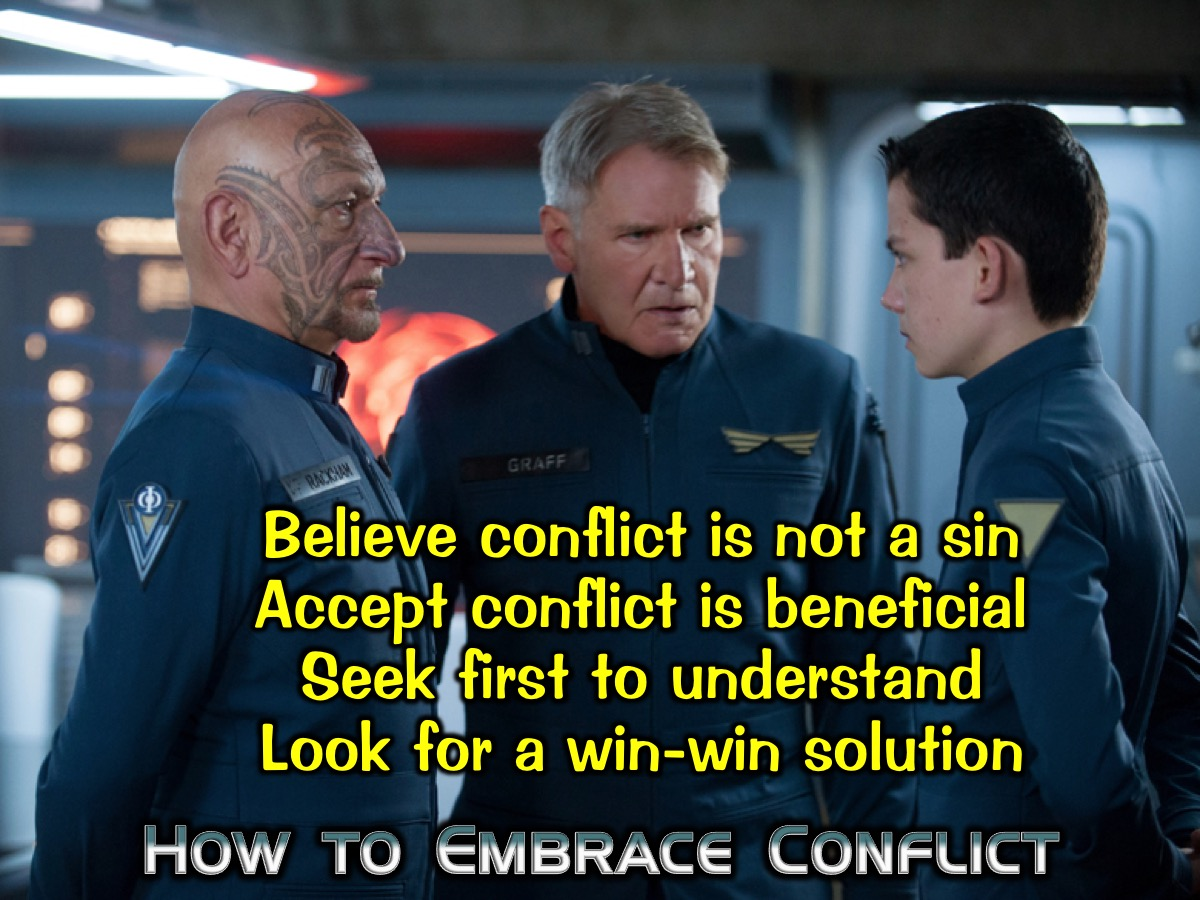 RACKHAM
GRAFF
Believe conflict is not a sin
Accept conflict is beneficial
Seek first to understand
Look for a win-win solution
How to Embrace Conflict